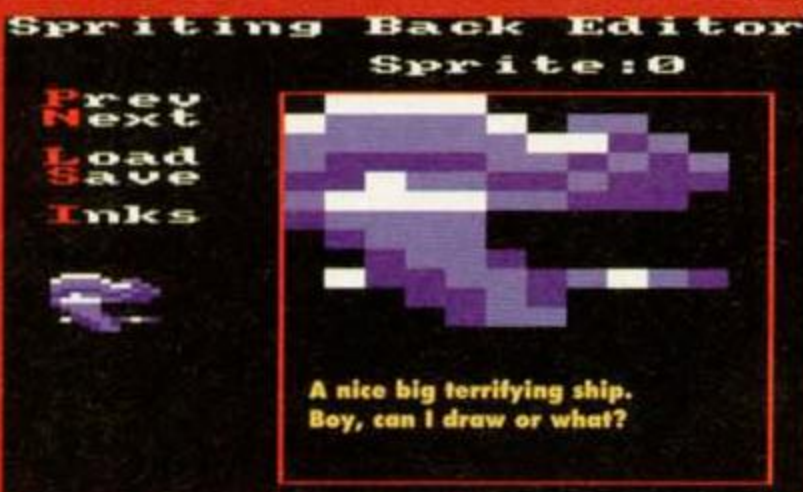 Spriting Back Editor
Sprite:0
Prev
Next
Load
Save
Inks
A nice big terrifying ship.
Boy, can I draw or what?